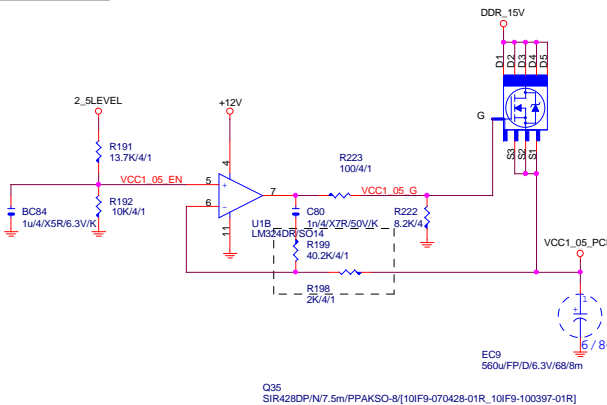 DDR_15V
D1
D2
D3
D4
D5
G
S3
S2
S1
2_5LEVEL
+12V
R191
13.7K/4/1
VCC1_05_EN
BC84
1u/4/X5R/6.3V/K
R192
10K/4/1
5
+
4
6
-
11
7
U1B
LM324DR/SO14
R223
100/4/1
VCC1_05_G
C80
1n/4/X7R/50V/K
R222
8.2K/4
R199
40.2K/4/1
R198
2K/4/1
VCC1_05_PCH
1
+
6/8
EC9
560u/FP/D/6.3V/68/8m
Q35
SIR428DP/N/7.5m/PPAKSO-8/[10IF9-070428-01R_10IF9-100397-01R]